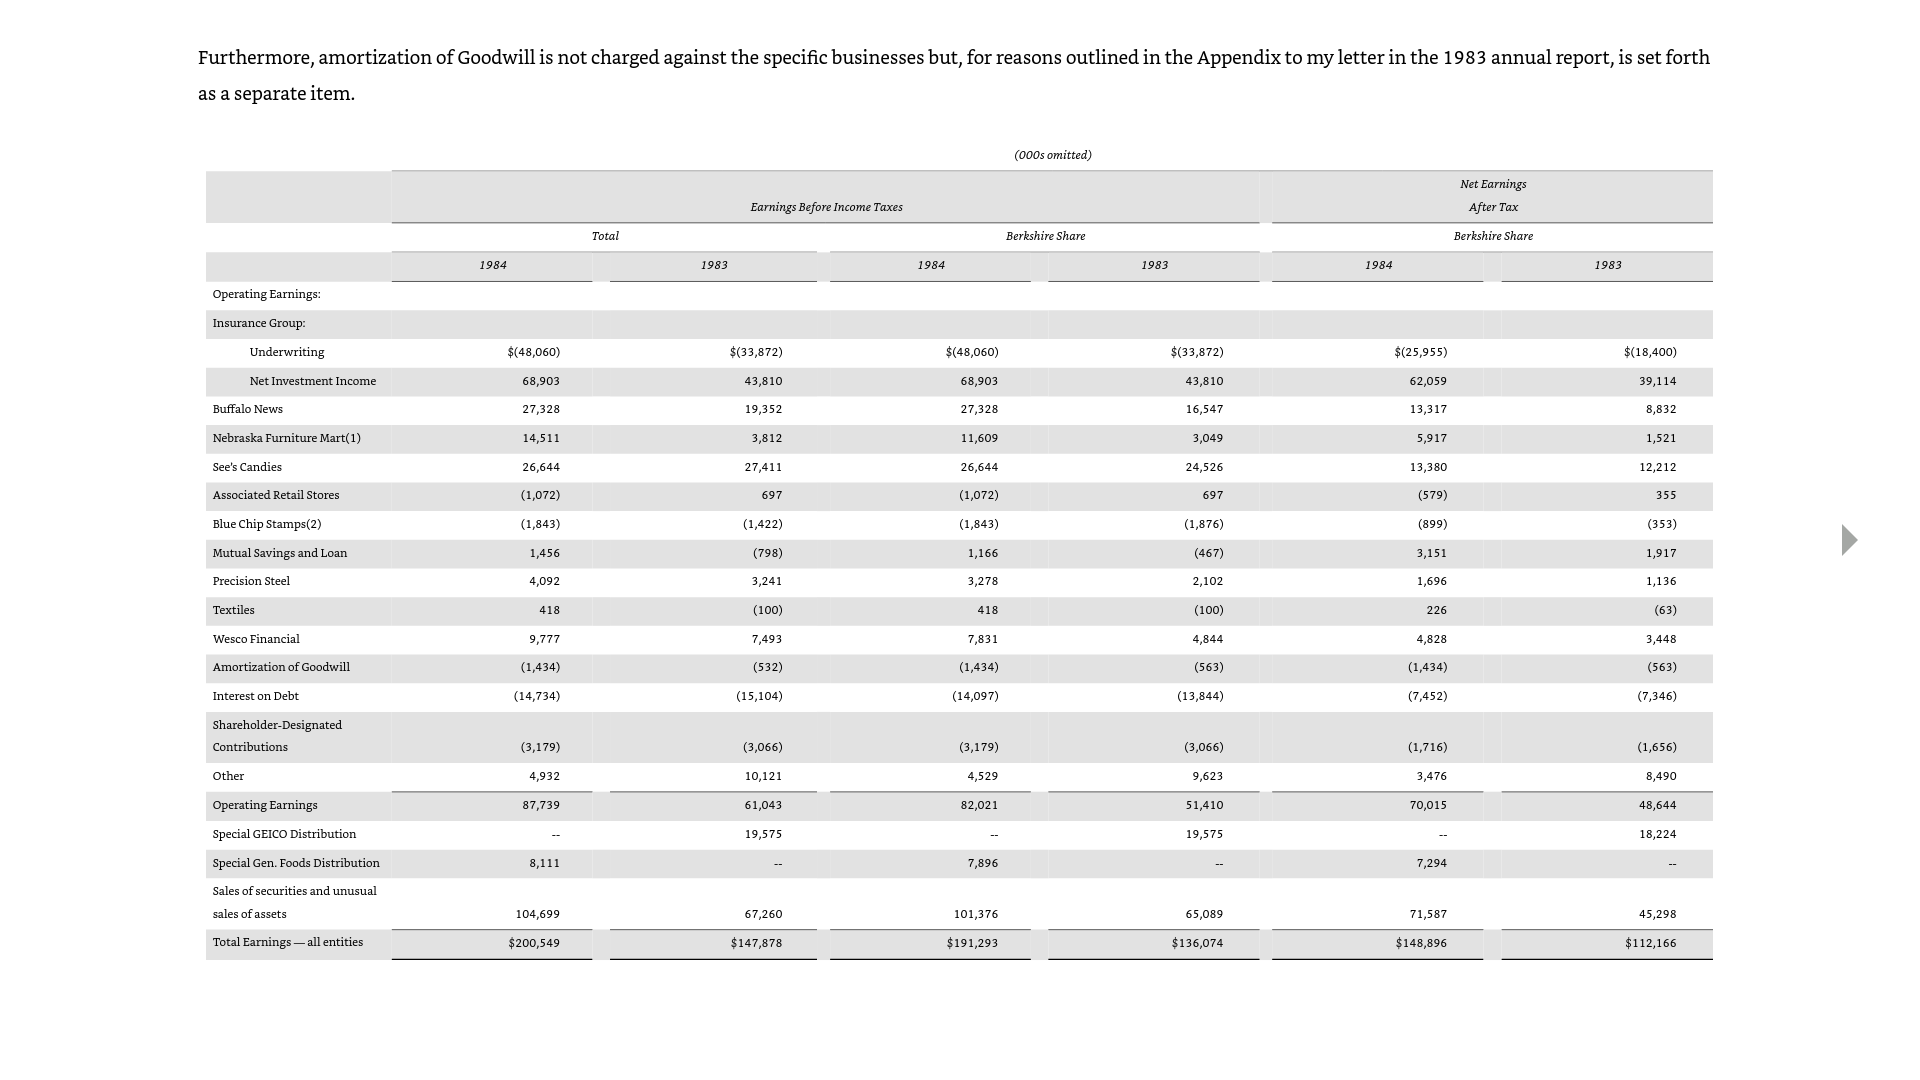 Furthermore, amortization of Goodwill is not charged against the specific businesses but, for reasons outlined in the Appendix to my letter in the 1983 annual report, is set forth
as a separate item.
(000s omitted)
Net Earnings
Earnings Before Income Taxes After Tax
Total Berkshire Share Berkshire Share
1984 1983 1984 1983 1984 1983
Operating Earnings:
Insurance Group:
Underwriting $(48,060) $(33,872) $(48,060) $(33,872) $(25,955) $(18,400)
Net Investment Income 68,903 43,810 68,903 43,810 62,059 39,114
Buffalo News 27,328 19,352 27,328 16,547 13,317 8,832
Nebraska Furniture Mart(1) 14,511 3,812 11,609 3,049 5,917 1,521
See's Candies 26,644 27,411 26,644 24,526 13,380 12,212
Associated Retail Stores (1,072) 697 (1,072) 697 (579) 355
Blue Chip Stamps(2) (1,843) (1,422) (1,843) (1,876) (899) (353)
Mutual Savings and Loan 1,456 (798) 1,166 (467) 3,151 1,917
Precision Steel 4,092 3,241 3,278 2,102 1,696 1,136
Textiles 418 (100) 418 (100) 226 (63)
Wesco Financial 9,777 7,493 7,831 4,844 4,828 3,448
Amortization of Goodwill (1,434) (532) (1,434) (563) (1,434) (563)
Interest on Debt (14,734) (15,104) (14,097) (13,844) (7,452) (7,346)
Shareholder-Designated
Contributions (3,179) (3,066) (3,179) (3,066) (1,716) (1,656)
Other 4,932 10,121 4,529 9,623 3,476 8,490
Operating Earnings 87,739 61,043 82,021 51,410 70,015 48,644
Special GEICO Distribution -- 19,575 -- 19,575 -- 18,224
Special Gen. Foods Distribution 8,111 -- 7,896 -- 7,294 --
Sales of securities and unusual
sales of assets 104,699 67,260 101,376 65,089 71,587 45,298
Total Earnings — all entities $200,549 $147,878 $191,293 $136,074 $148,896 $112,166